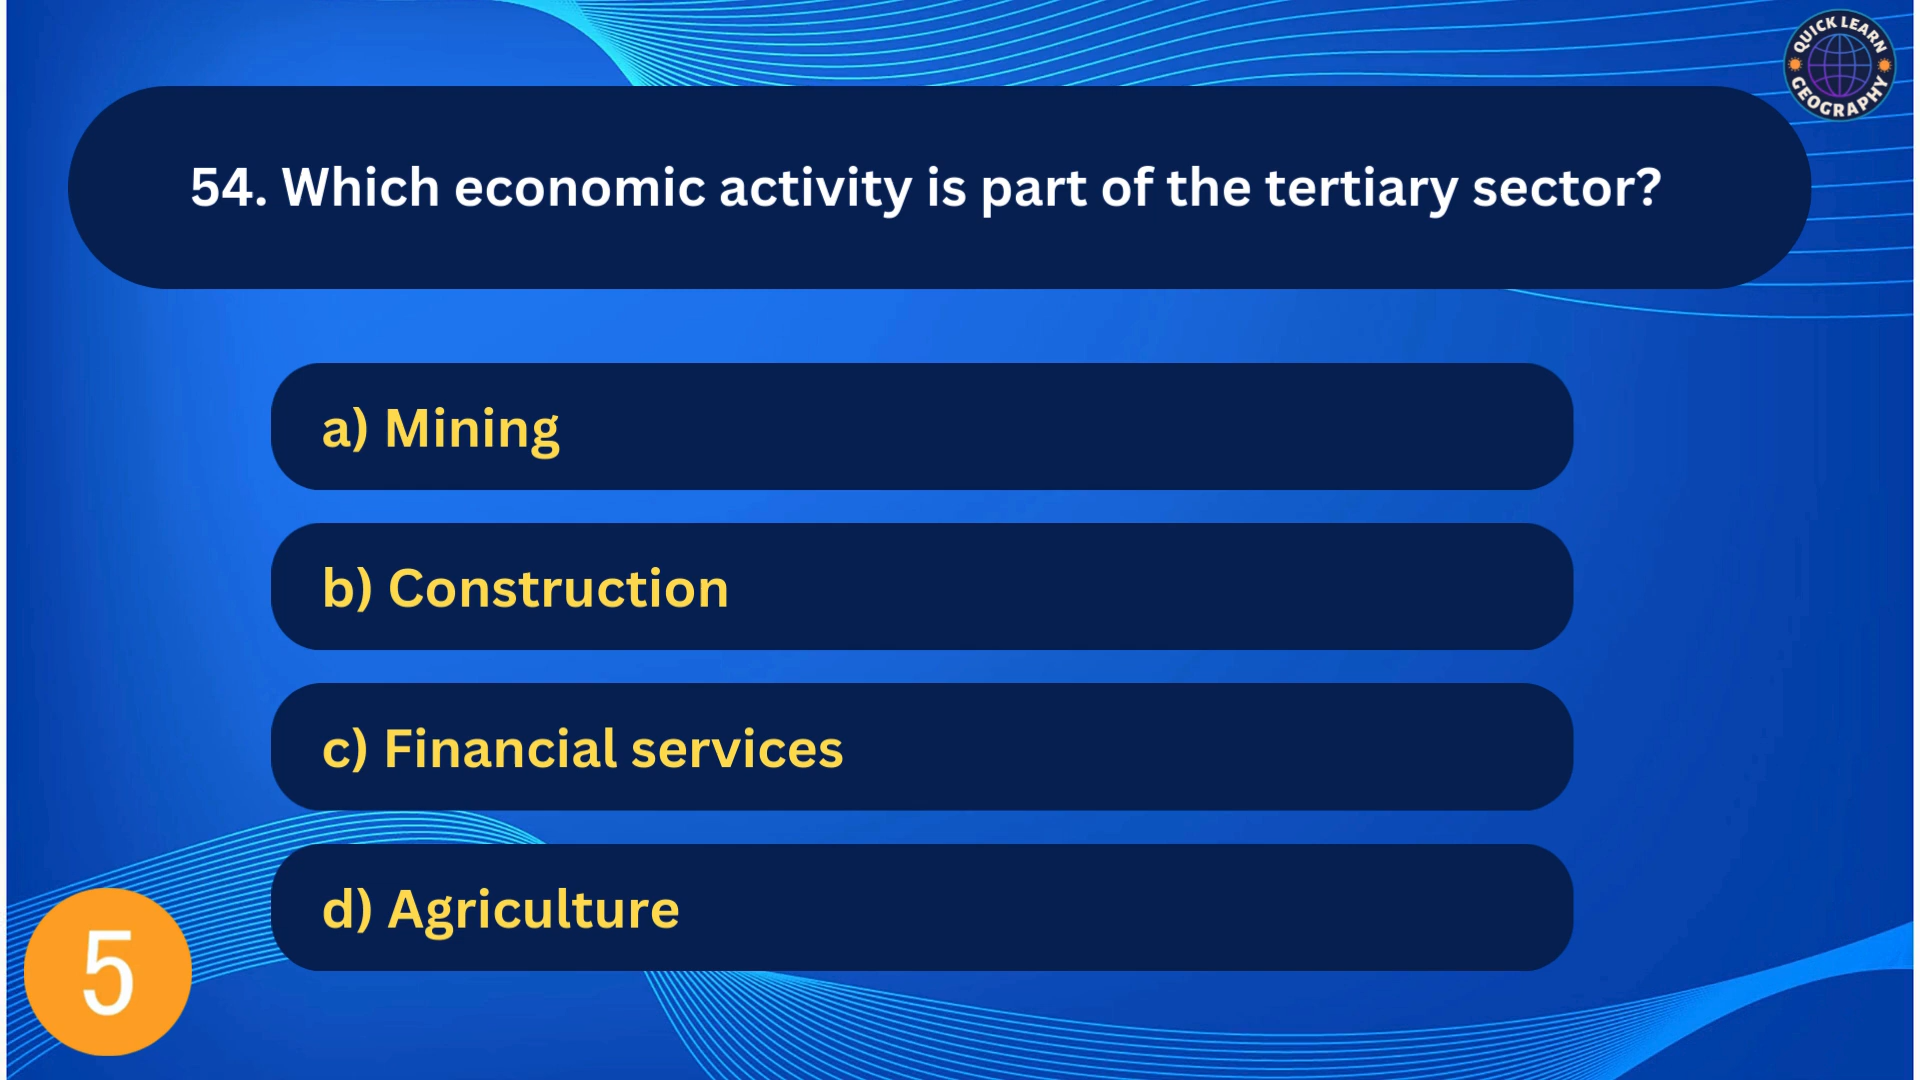 QUICK LEARN
GEOGRAPHY
54. Which economic activity is part of the tertiary sector?
a) Mining
b) Construction
c) Financial services
d) Agriculture
5